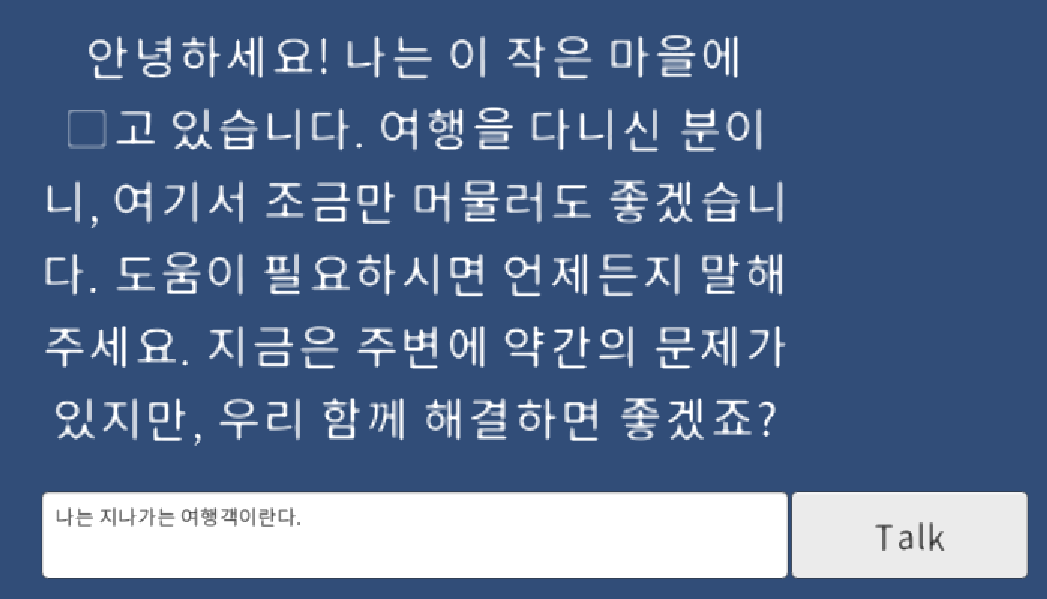 안녕하세요! 나는 이 작은 마을에
□고 있습니다. 여행을 다니신 분이
니, 여기서 조금만 머물러도 좋겠습니
다. 도움이 필요하시면 언제든지 말해
주세요. 지금은 주변에 약간의 문제가
있지만, 우리 함께 해결하면 좋겠죠?
나는 지나가는 여행객이란다.
Talk